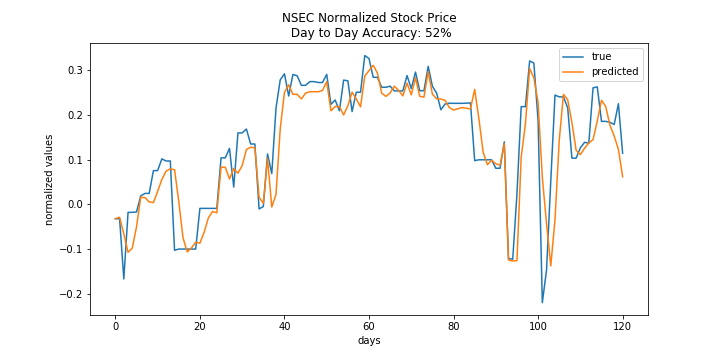 NSEC Normalized Stock Price
Day to Day Accuracy: 52%
true
predicted
0.3
0.2
0.1
0.0
−0.1
−0.2
normalized values
0
20
40
60
80
100
120
days